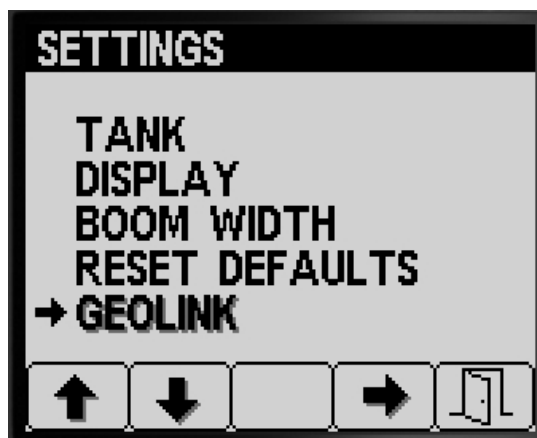 SETTINGS
TANK
DISPLAY
BOOM WIDTH
RESET DEFAULTS
GEOLINK